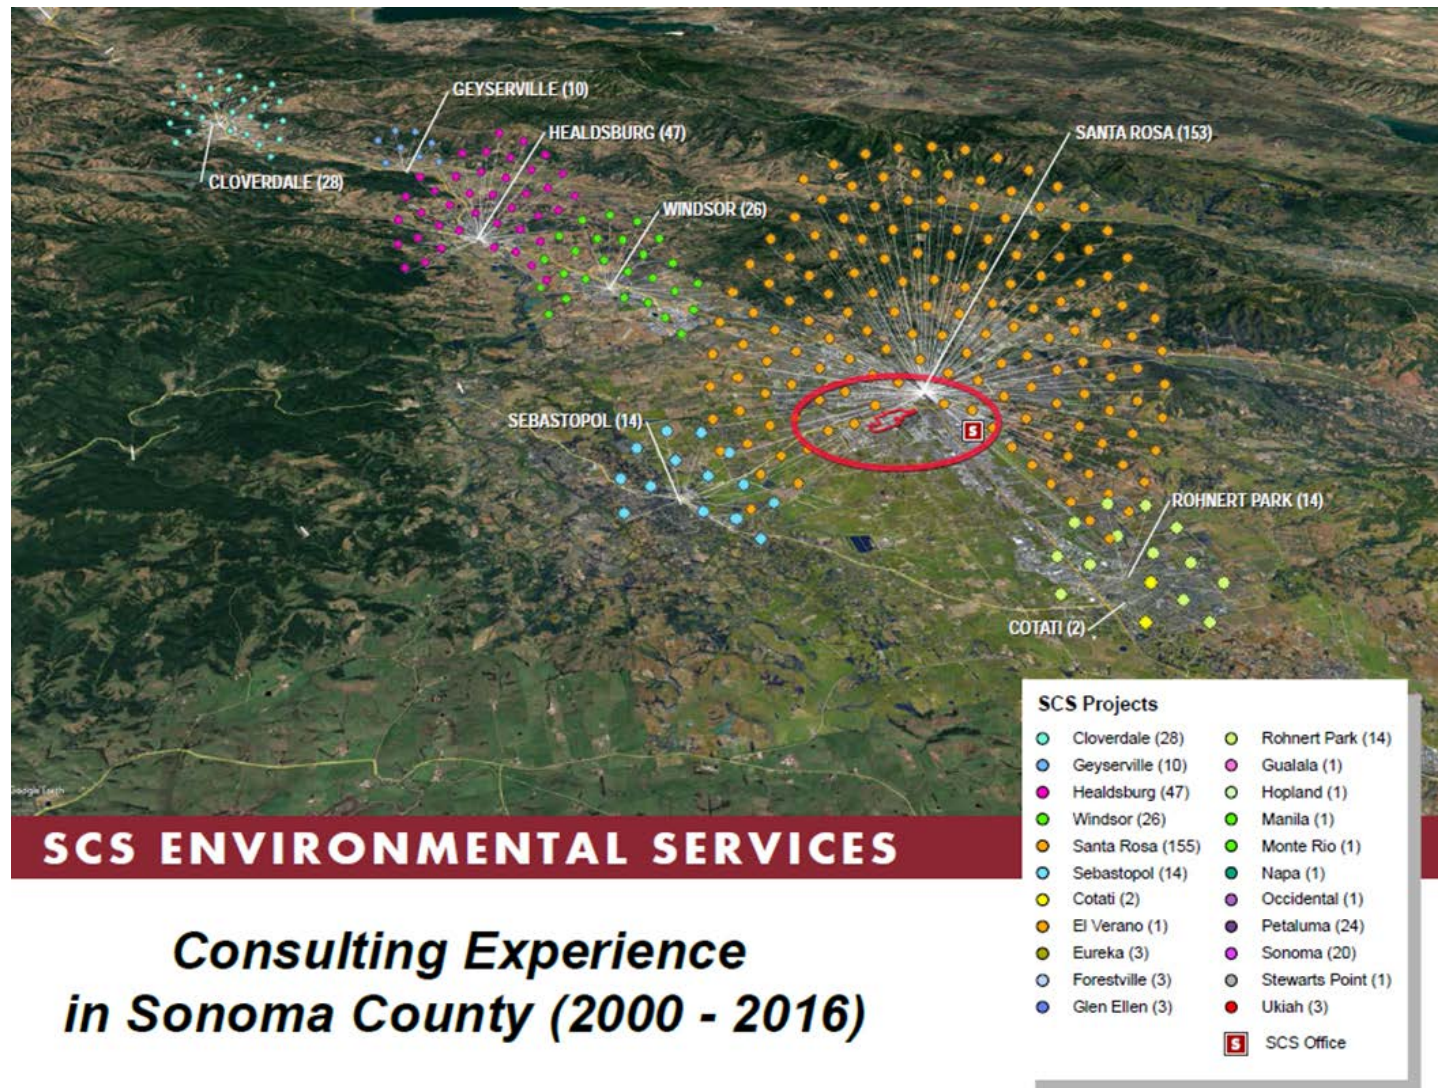 GEYSERVILLE (10)
HEALDSBURG (47)
SANTA ROSA (153)
CLOVERDALE (28)
WINDSOR (26)
SEBASTOPOL (14)
S
ROHNERT PARK (14)
COTATI (2)
Google Earth
SCS Projects
Cloverdale (28)
Geyserville (10)
Healdsburg (47)
Windsor (26)
Santa Rosa (155)
Sebastopol (14)
Cotati (2)
El Verano (1)
Eureka (3)
Forestville (3)
Glen Ellen (3)
Rohnert Park (14)
Gualala (1)
Hopland (1)
Manila (1)
Monte Rio (1)
Napa (1)
Occidental (1)
Petaluma (24)
Sonoma (20)
Stewarts Point (1)
Ukiah (3)
S SCS Office
SCS ENVIRONMENTAL SERVICES
Consulting Experience
in Sonoma County (2000 - 2016)